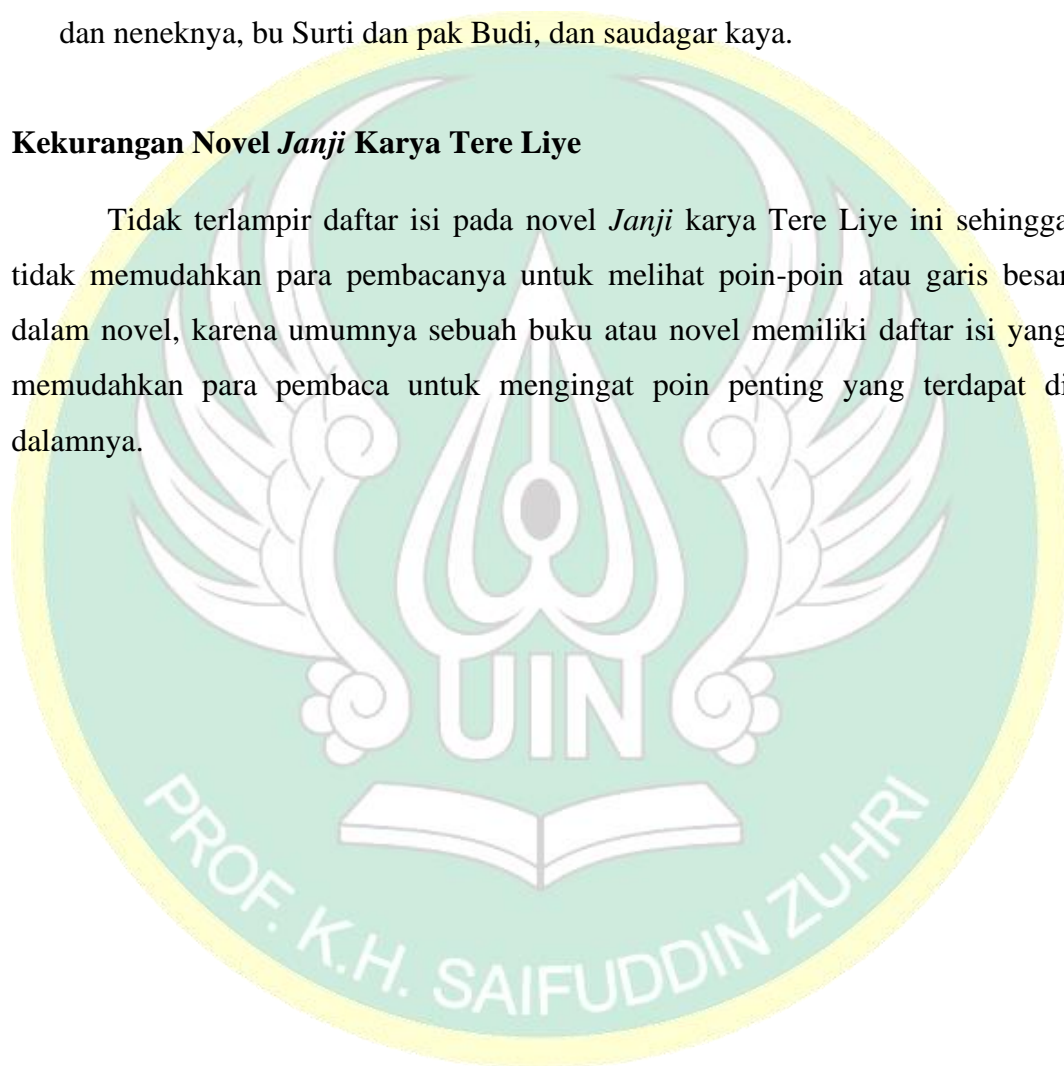 dan neneknya, bu Surti dan pak Budi, dan saudagar kaya.
Kekurangan Novel Janji Karya Tere Liye
Tidak terlampir daftar isi pada novel Janji karya Tere Liye ini sehingga
tidak memudahkan para pembacanya untuk melihat poin-poin atau garis besar
dalam novel, karena umumnya sebuah buku atau novel memiliki daftar isi yang
memudahkan para pembaca untuk mengingat poin penting yang terdapat di
dalamnya.
UIN
PROF. K.H. SAIFUDDIN ZUHRI